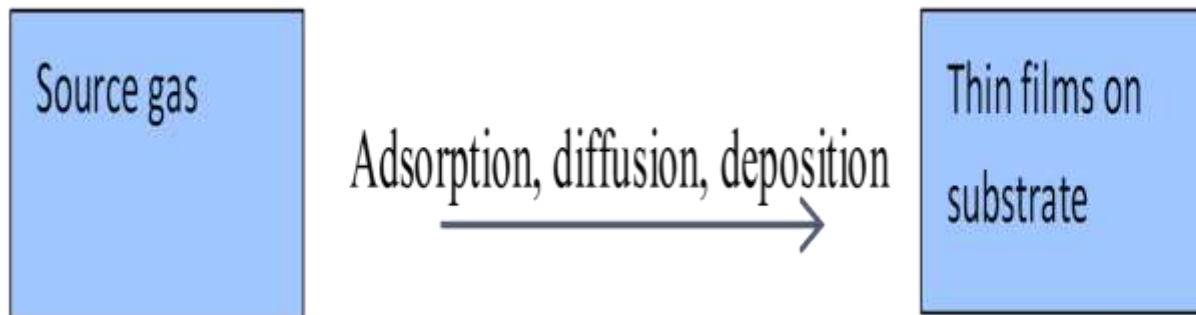 Source gas
Adsorption, diffusion, deposition
Thin films on
substrate